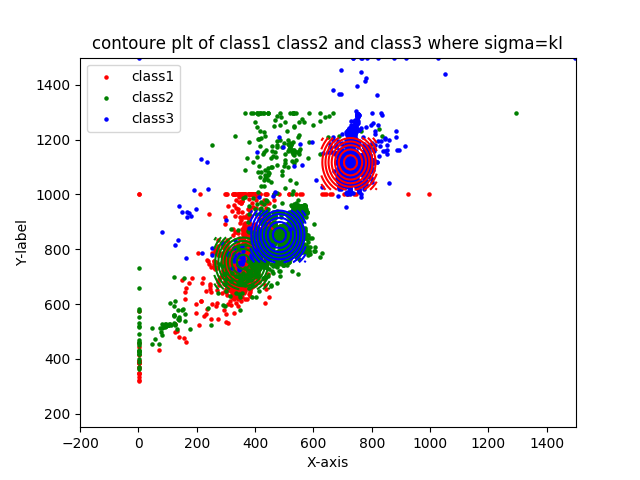 contoure plt of class1 class2 and class3 where sigma=kI
class1
class2
class3
1400
1200
1000
800
600
400
200
Y-label
−200
0
200
400
600
800
1000
1200
1400
X-axis